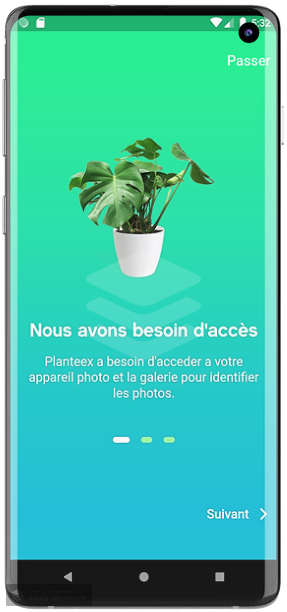 5:32
Passer
Nous avons besoin d'accès
Planteex a besoin d'acceder a votre
appareil photo et la galerie pour identifier
les photos.
Suivant